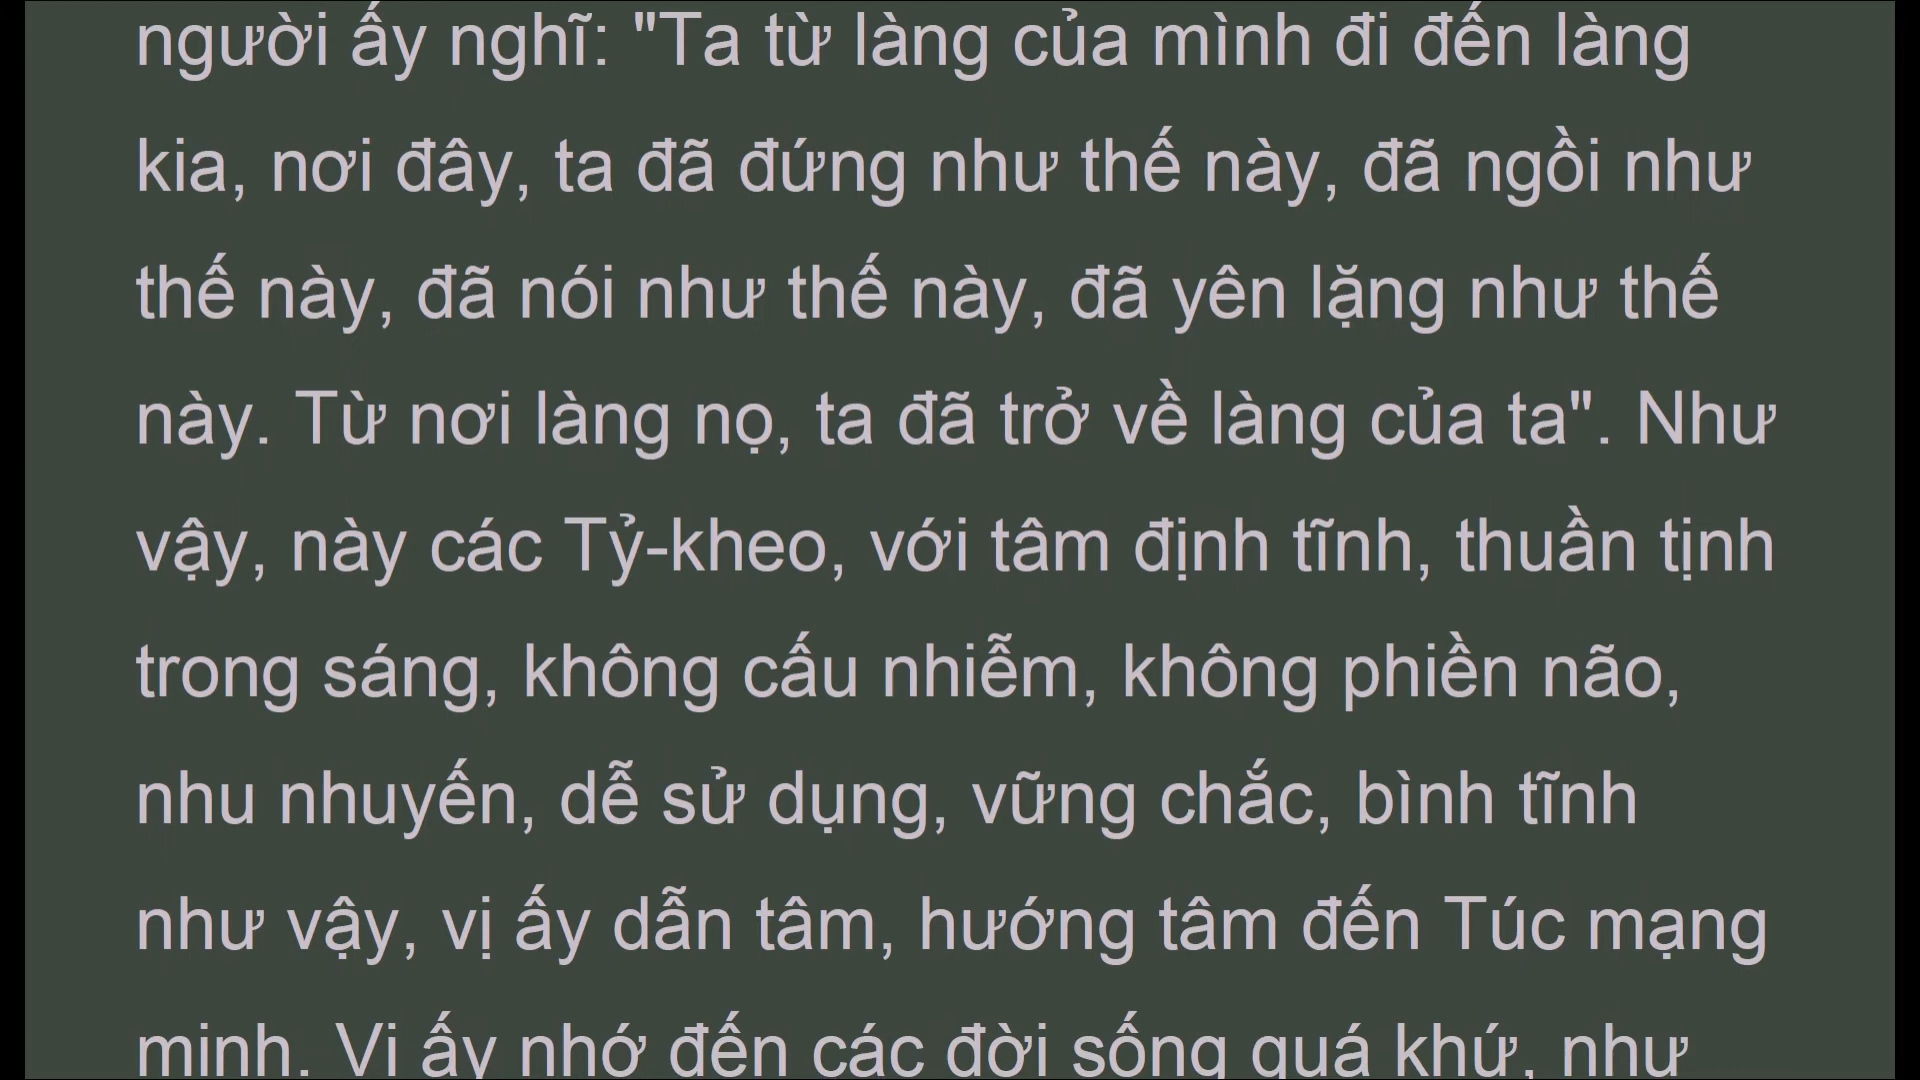 người ấy nghĩ: "Ta từ làng của mình đi đến làng
kia, nơi đây, ta đã đứng như thế này, đã ngồi như
thế này, đã nói như thế này, đã yên lặng như thế
này. Từ nơi làng nọ, ta đã trở về làng của ta". Như
vậy, này các Tỷ-kheo, với tâm định tĩnh, thuần tịnh
trong sáng, không cấu nhiễm, không phiền não,
nhu nhuyến, dễ sử dụng, vững chắc, bình tĩnh
như vậy, vị ấy dẫn tâm, hướng tâm đến Túc mạng
minh. Vị ấy nhớ đến các đời sống quá khứ, như